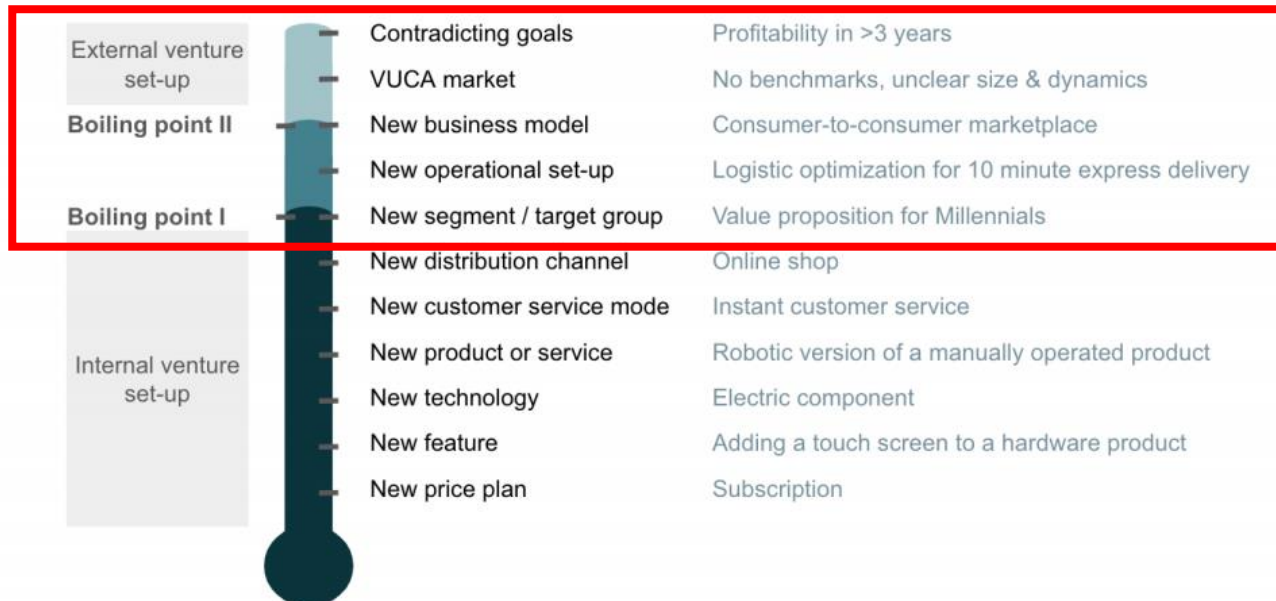 External venture
set-up
Contradicting goals Profitability in >3 years
VUCA market No benchmarks, unclear size & dynamics
Boiling point II New business model Consumer-to-consumer marketplace
New operational set-up Logistic optimization for 10 minute express delivery
Boiling point I New segment / target group Value proposition for Millennials
New distribution channel Online shop
New customer service mode Instant customer service
Internal venture
set-up
New product or service Robotic version of a manually operated product
New technology Electric component
New feature Adding a touch screen to a hardware product
New price plan Subscription